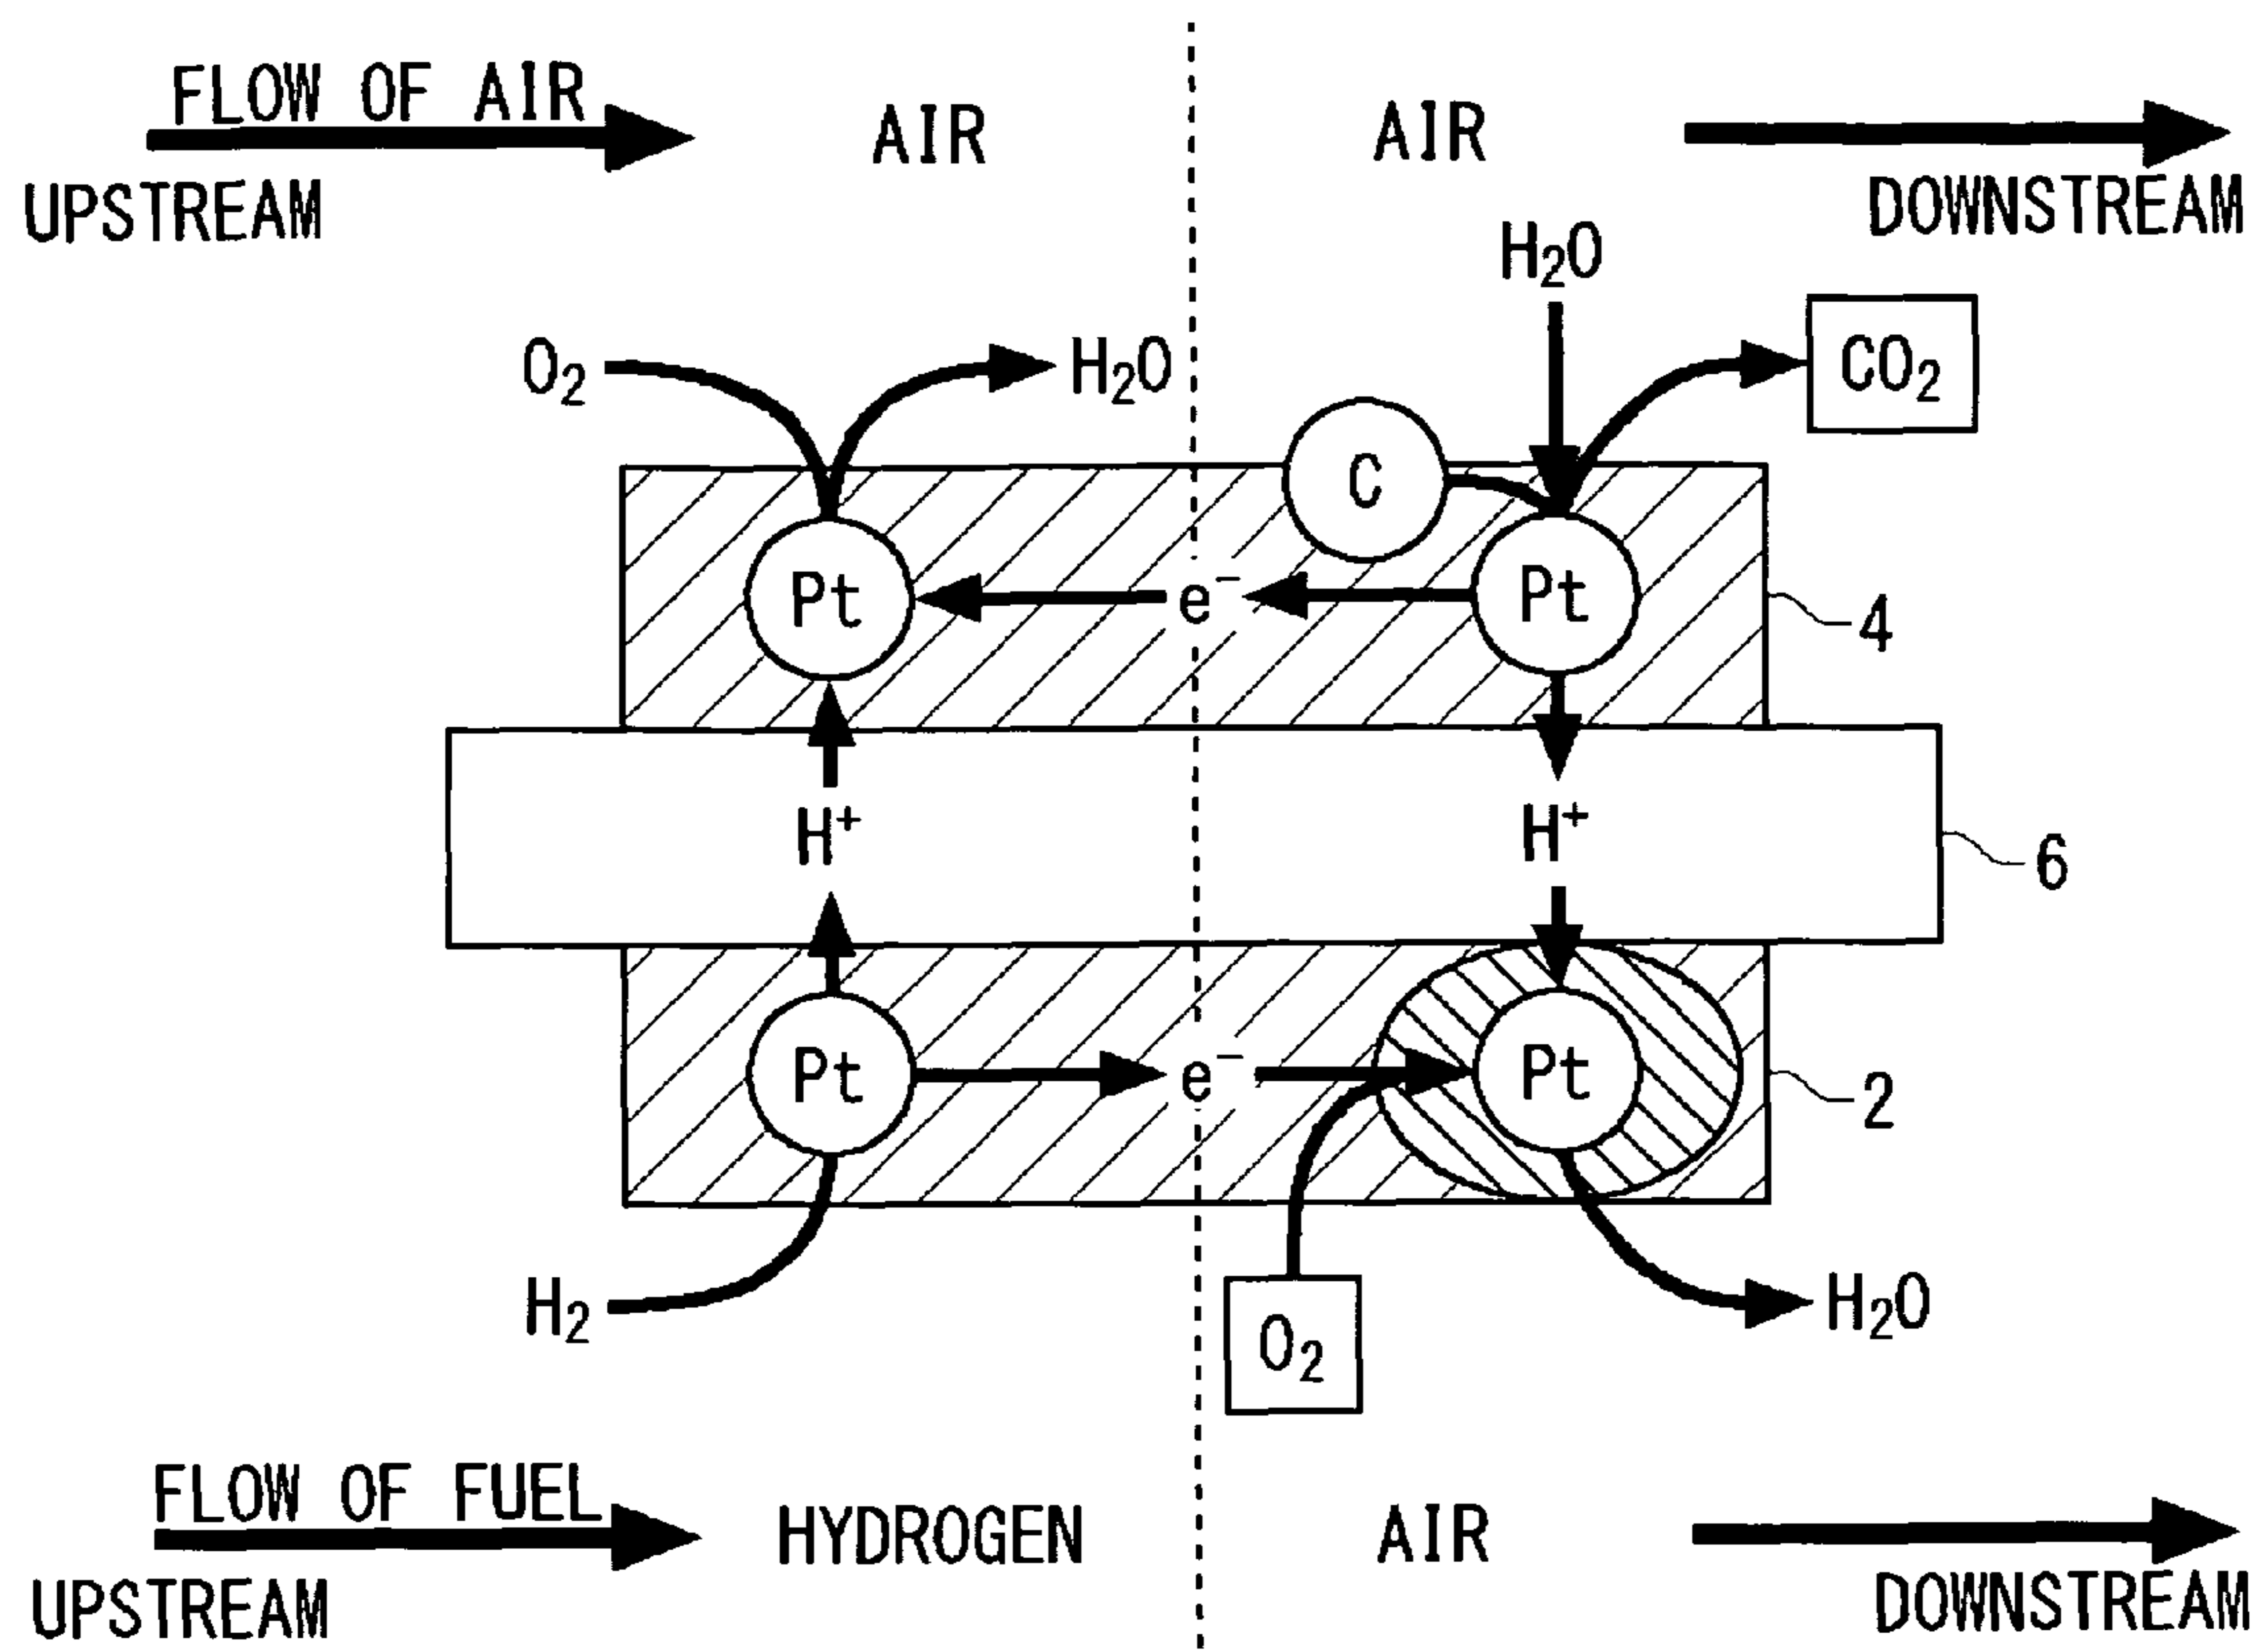 FLOW OF AIR
AIR
AIR
UPSTREAM
DOWNSTREAM
H₂O
O₂
H₂O
CO₂
C
Pt
e⁻
Pt
4
H⁺
H⁺
6
Pt
e⁻
Pt
2
H₂
O₂
H₂O
FLOW OF FUEL
HYDROGEN
AIR
UPSTREAM
DOWNSTREAM